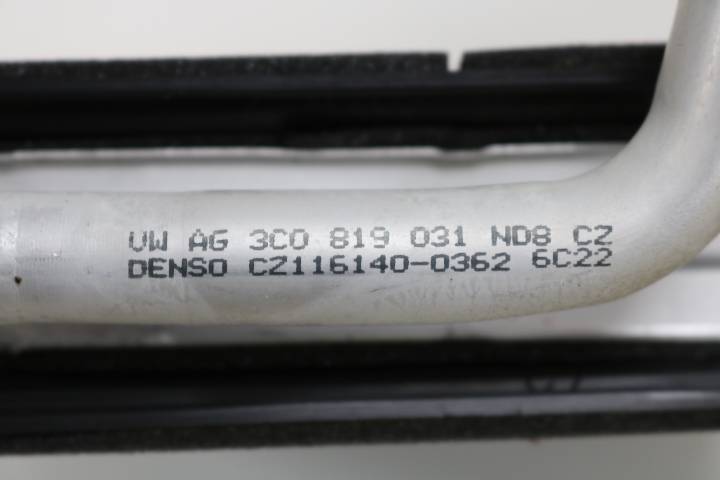 VW AG 3C0 819 031 ND8 CZ
DENSO CZ116140-0362 6C22